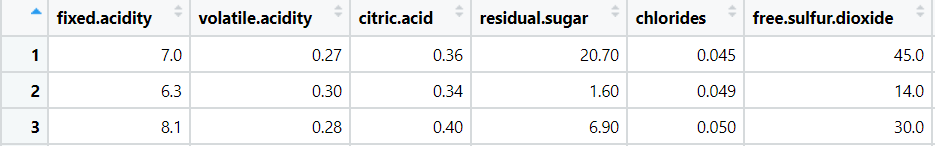 fixed.acidity volatile.acidity citric.acid residual.sugar chlorides free.sulfur.dioxide
1 7.0 0.27 0.36 20.70 0.045 45.0
2 6.3 0.30 0.34 1.60 0.049 14.0
3 8.1 0.28 0.40 6.90 0.050 30.0